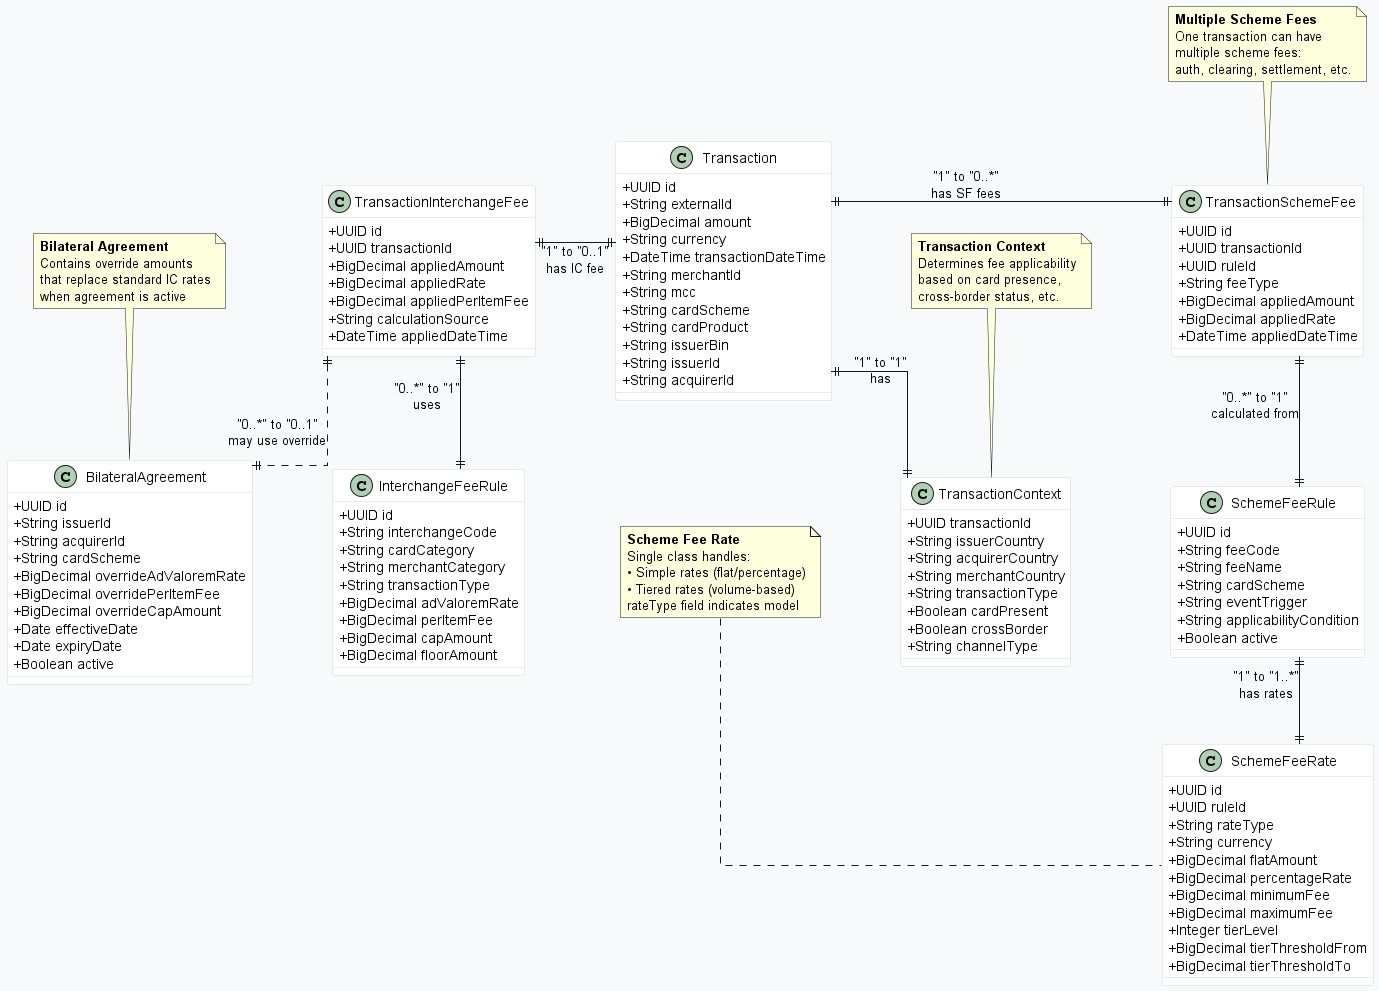 Multiple Scheme Fees
One transaction can have
multiple scheme fees:
auth, clearing, settlement, etc.
C Transaction
+UUID id
+String externalId
+BigDecimal amount
+String currency
+DateTime transactionDateTime
+String merchantId
+String mcc
+String cardScheme
+String cardProduct
+String issuerBin
+String issuerId
+String acquirerId
"1" to "0..*"
has SF fees
C TransactionInterchangeFee
+UUID id
+UUID transactionId
+BigDecimal appliedAmount
+BigDecimal appliedRate
+BigDecimal appliedPerItemFee
+String calculationSource
+DateTime appliedDateTime
"1" to "0..1"
has IC fee
C TransactionSchemeFee
+UUID id
+UUID transactionId
+UUID ruleId
+String feeType
+BigDecimal appliedAmount
+BigDecimal appliedRate
+DateTime appliedDateTime
Bilateral Agreement
Contains override amounts
that replace standard IC rates
when agreement is active
Transaction Context
Determines fee applicability
based on card presence,
cross-border status, etc.
"1" to "1"
has
"0..*" to "1"
uses
"0..*" to "0..1"
may use override
"0..*" to "1"
calculated from
C BilateralAgreement
+UUID id
+String issuerId
+String acquirerId
+String cardScheme
+BigDecimal overrideAdValoremRate
+BigDecimal overridePerItemFee
+BigDecimal overrideCapAmount
+Date effectiveDate
+Date expiryDate
+Boolean active
C InterchangeFeeRule
+UUID id
+String interchangeCode
+String cardCategory
+String merchantCategory
+String transactionType
+BigDecimal adValoremRate
+BigDecimal perItemFee
+BigDecimal capAmount
+BigDecimal floorAmount
Scheme Fee Rate
Single class handles:
• Simple rates (flat/percentage)
• Tiered rates (volume-based)
rateType field indicates model
C TransactionContext
+UUID transactionId
+String issuerCountry
+String acquirerCountry
+String merchantCountry
+String transactionType
+Boolean cardPresent
+Boolean crossBorder
+String channelType
C SchemeFeeRule
+UUID id
+String feeCode
+String feeName
+String cardScheme
+String eventTrigger
+String applicabilityCondition
+Boolean active
"1" to "1..*"
has rates
C SchemeFeeRate
+UUID id
+UUID ruleId
+String rateType
+String currency
+BigDecimal flatAmount
+BigDecimal percentageRate
+BigDecimal minimumFee
+BigDecimal maximumFee
+Integer tierLevel
+BigDecimal tierThresholdFrom
+BigDecimal tierThresholdTo